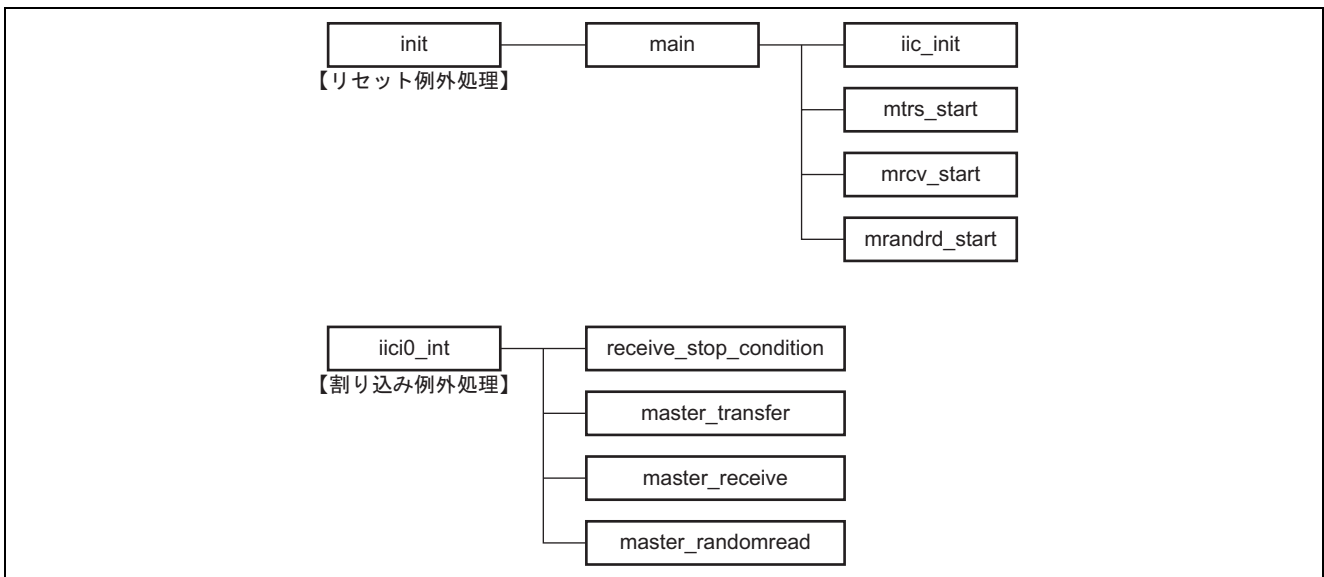 init
main
iic_init
【リセット例外処理】
mtrs_start
mrcv_start
mrandrd_start
iici0_int
receive_stop_condition
【割り込み例外処理】
master_transfer
master_receive
master_randomread